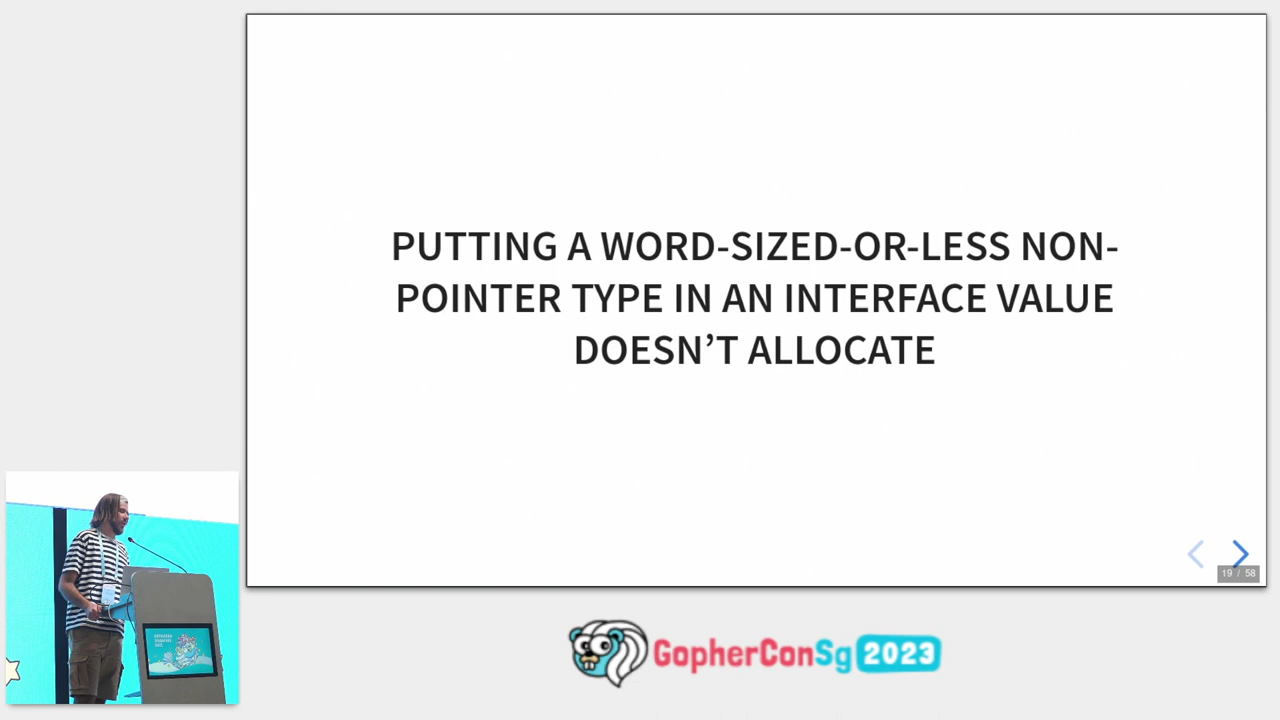 PUTTING A WORD-SIZED-OR-LESS NON-
POINTER TYPE IN AN INTERFACE VALUE
DOESN’T ALLOCATE
19 / 58
GopherConSg 2023